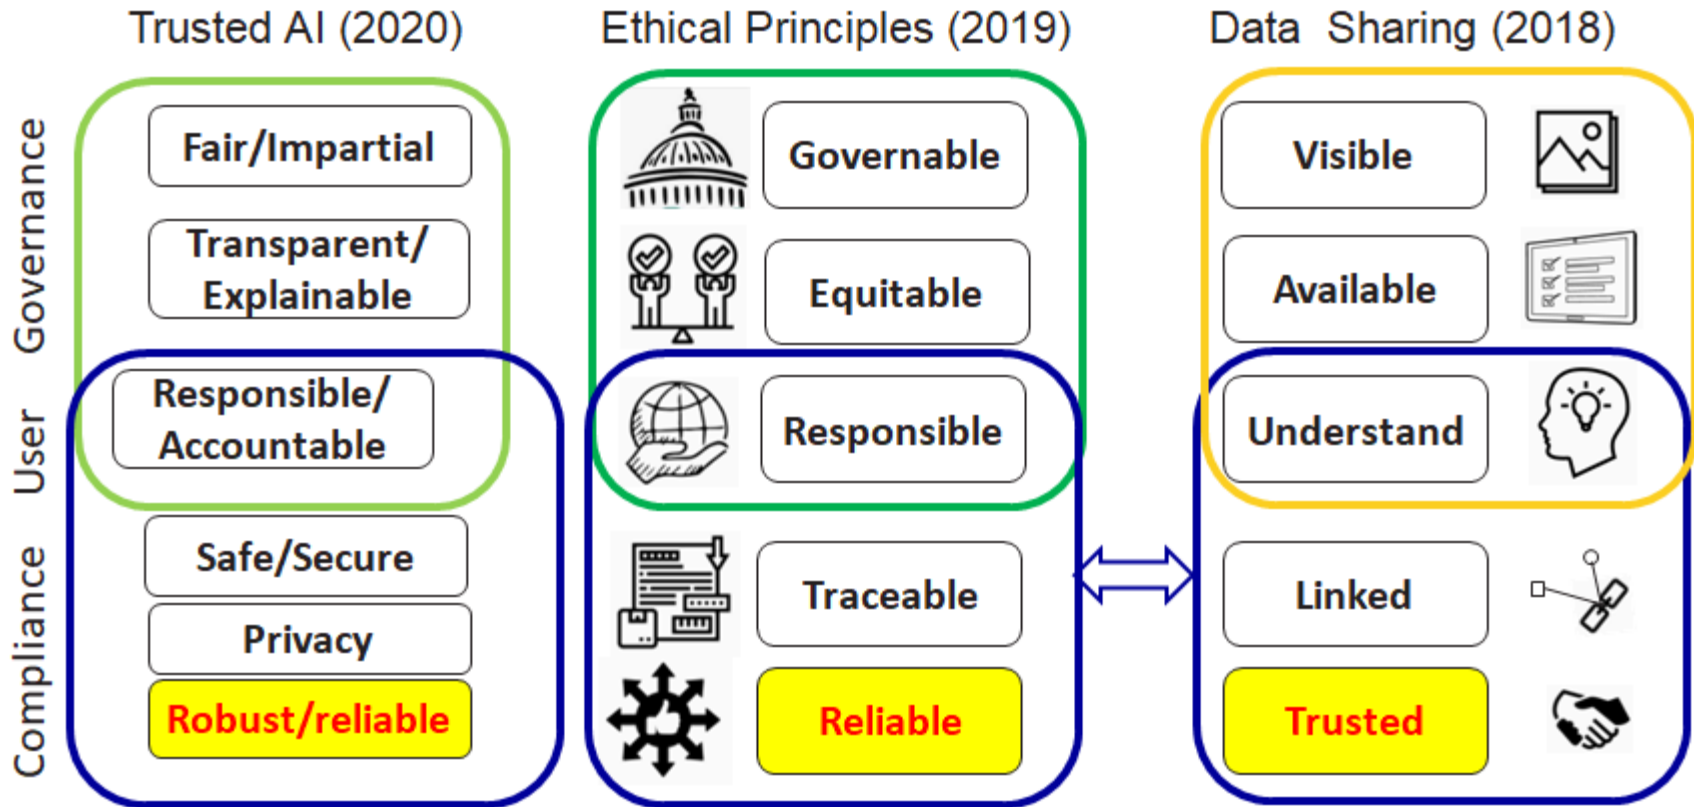 Trusted AI (2020)
Ethical Principles (2019)
Data Sharing (2018)
Governance
User
Compliance
Fair/Impartial
Transparent/
Explainable
Responsible/
Accountable
Safe/Secure
Privacy
Robust/reliable
Governable
Equitable
Responsible
Traceable
Reliable
Visible
Available
Understand
Linked
Trusted